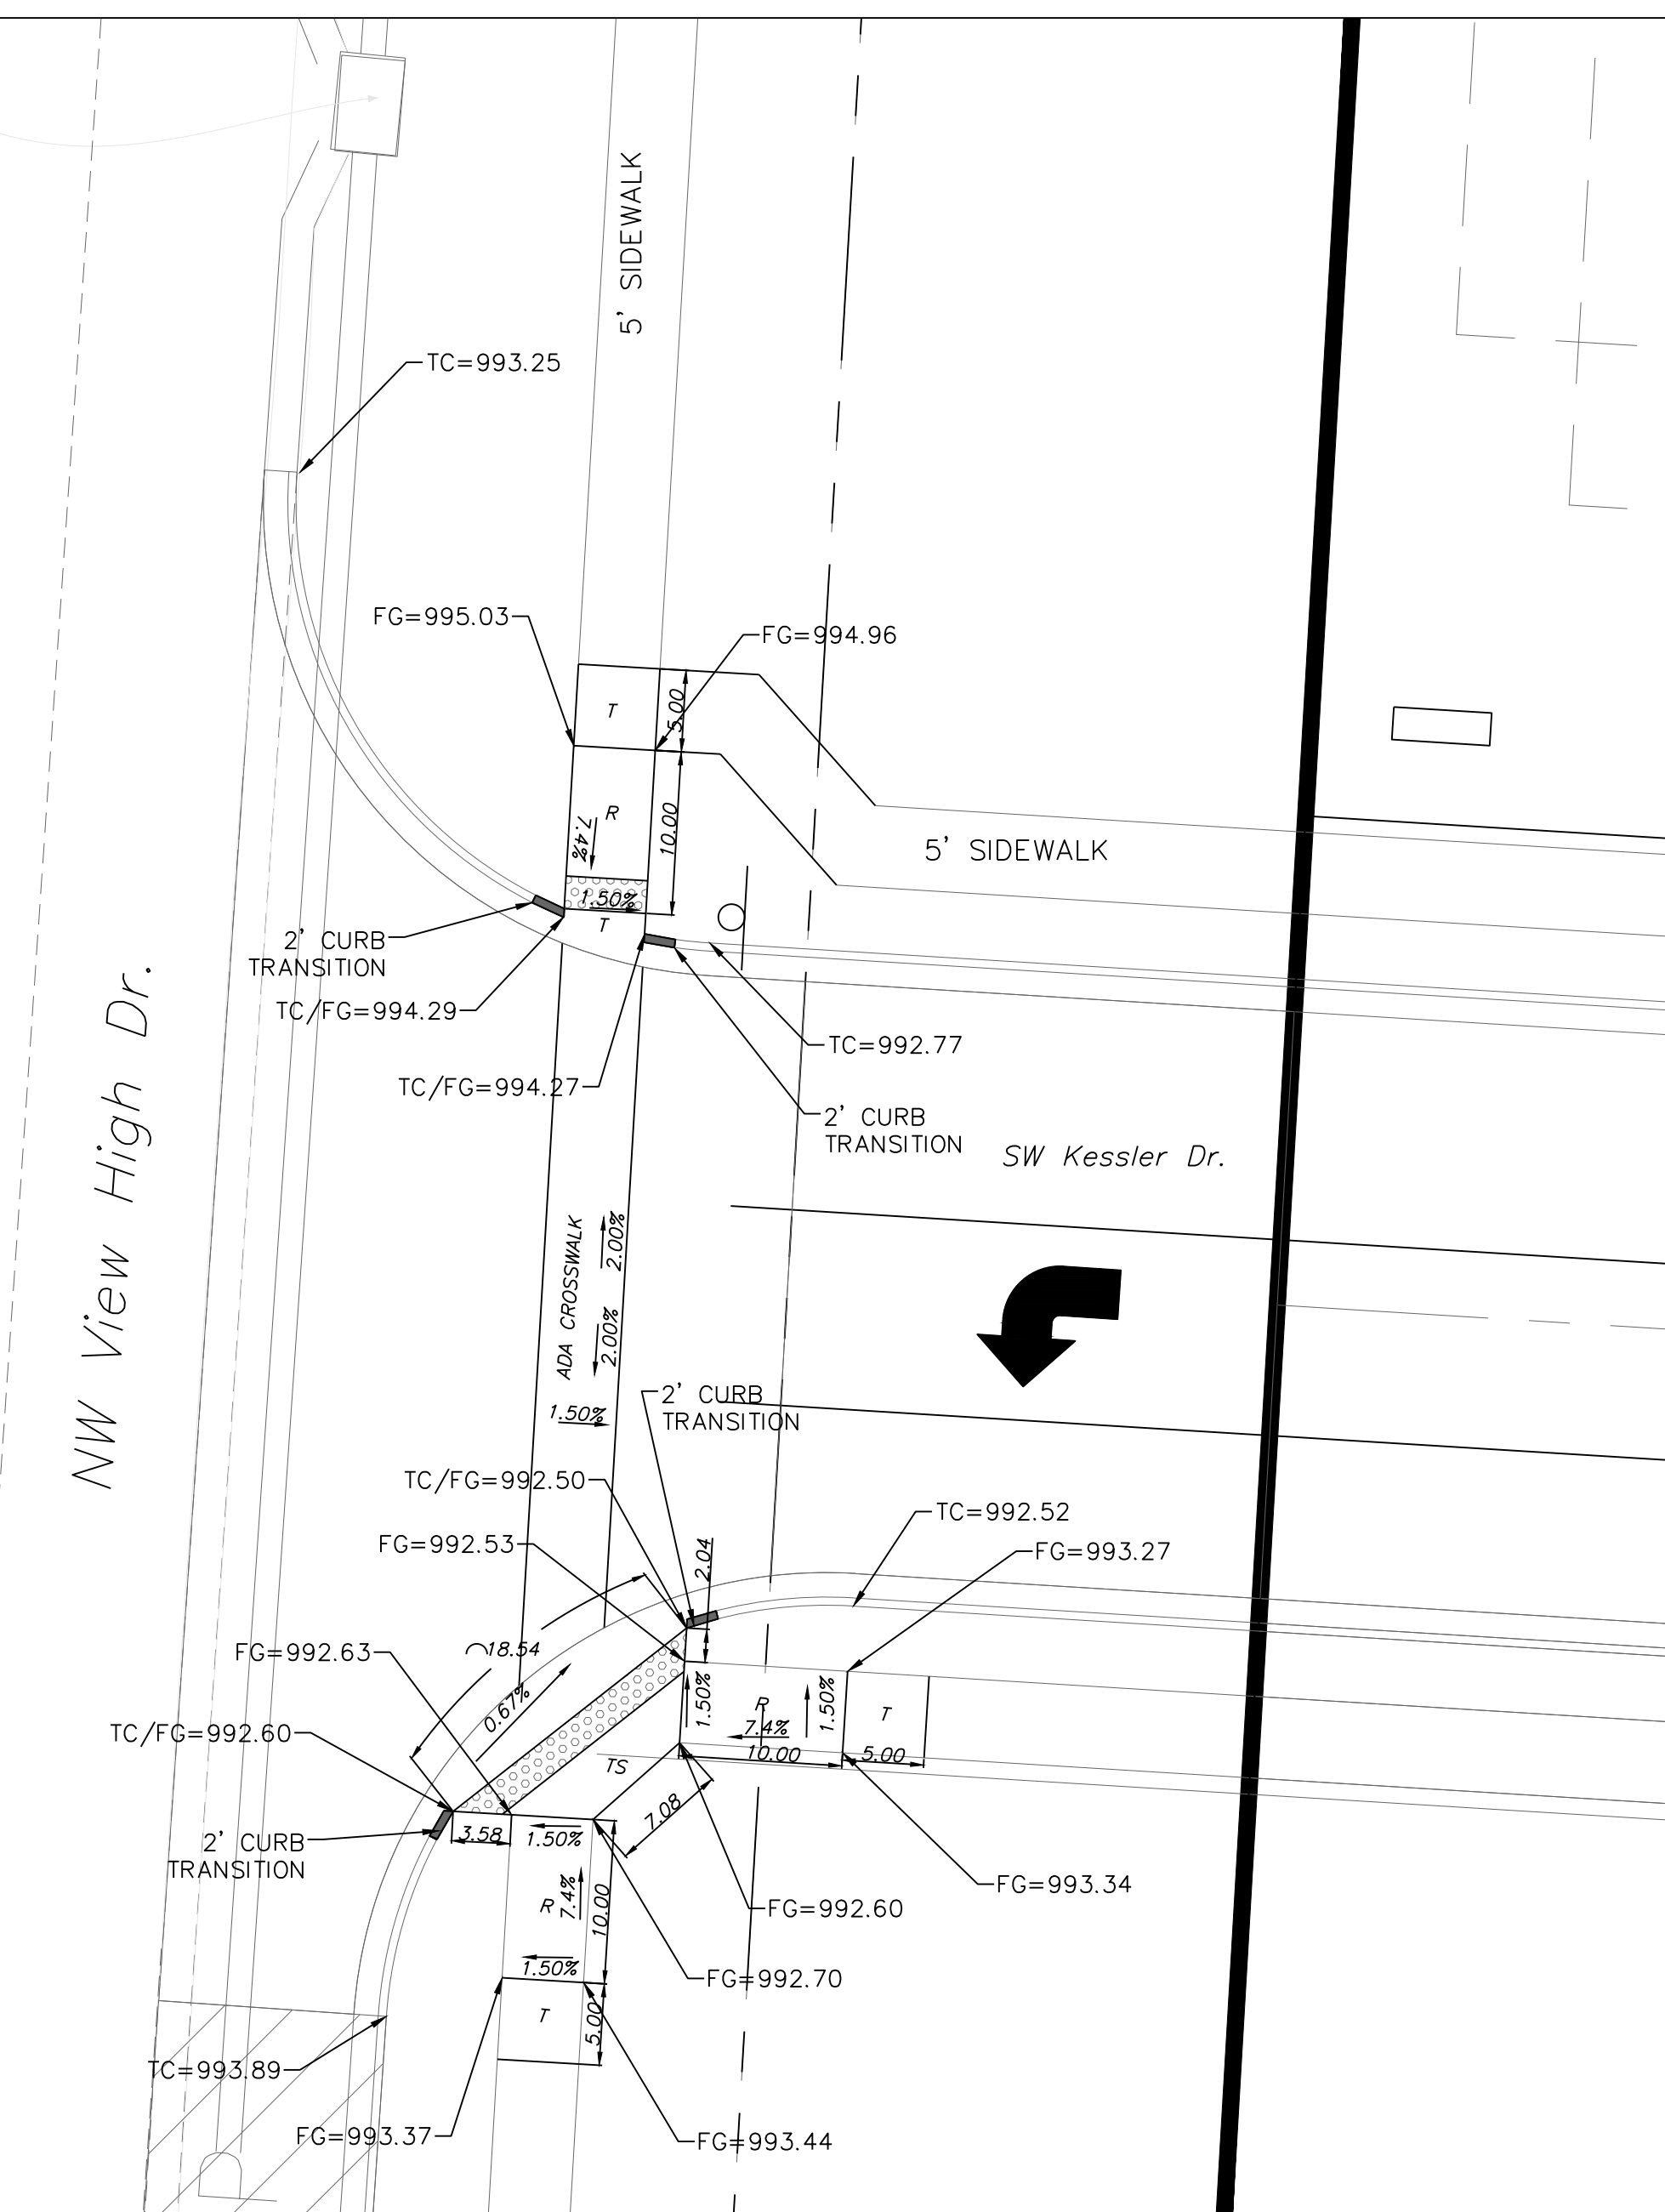 5' SIDEWALK
TC=993.25
FG=995.03
FG=994.96
T
5.00
R
7.4%
10.00
5' SIDEWALK
1.50%
T
2' CURB
TRANSITION
TC/FG=994.29
TC=992.77
TC/FG=994.27
2' CURB
TRANSITION
SW Kessler Dr.
NW View High Dr.
ADA CROSSWALK
2.00%
2.00%
1.50%
2' CURB
TRANSITION
TC/FG=992.50
TC=992.52
FG=992.53
FG=993.27
2.04
18.54
FG=992.63
0.67%
1.50%
R
7.4%
1.50%
T
10.00
5.00
TC/FG=992.60
TS
7.08
2' CURB
TRANSITION
3.58
1.50%
FG=993.34
R
7.4%
10.00
FG=992.60
1.50%
FG=992.70
T
5.00
TC=993.89
FG=993.37
FG=993.44